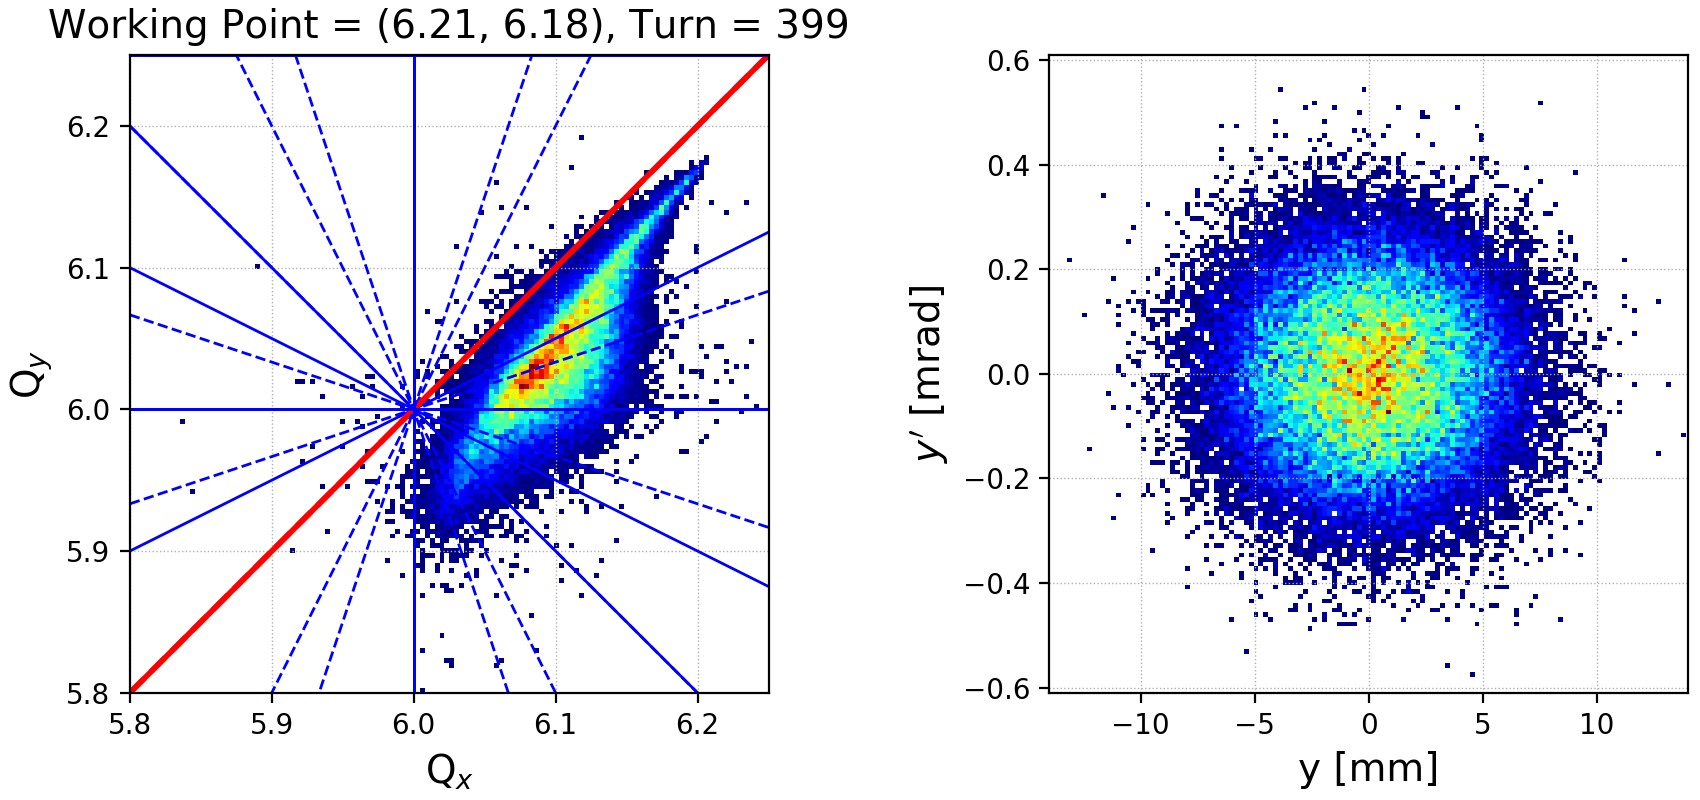 Working Point = (6.21, 6.18), Turn = 399
6.2
6.1
6.0
5.9
5.8
Q_y
5.8 5.9 6.0 6.1 6.2
Q_x
0.6
0.4
0.2
0.0
−0.2
−0.4
−0.6
y′ [mrad]
−10 −5 0 5 10
y [mm]